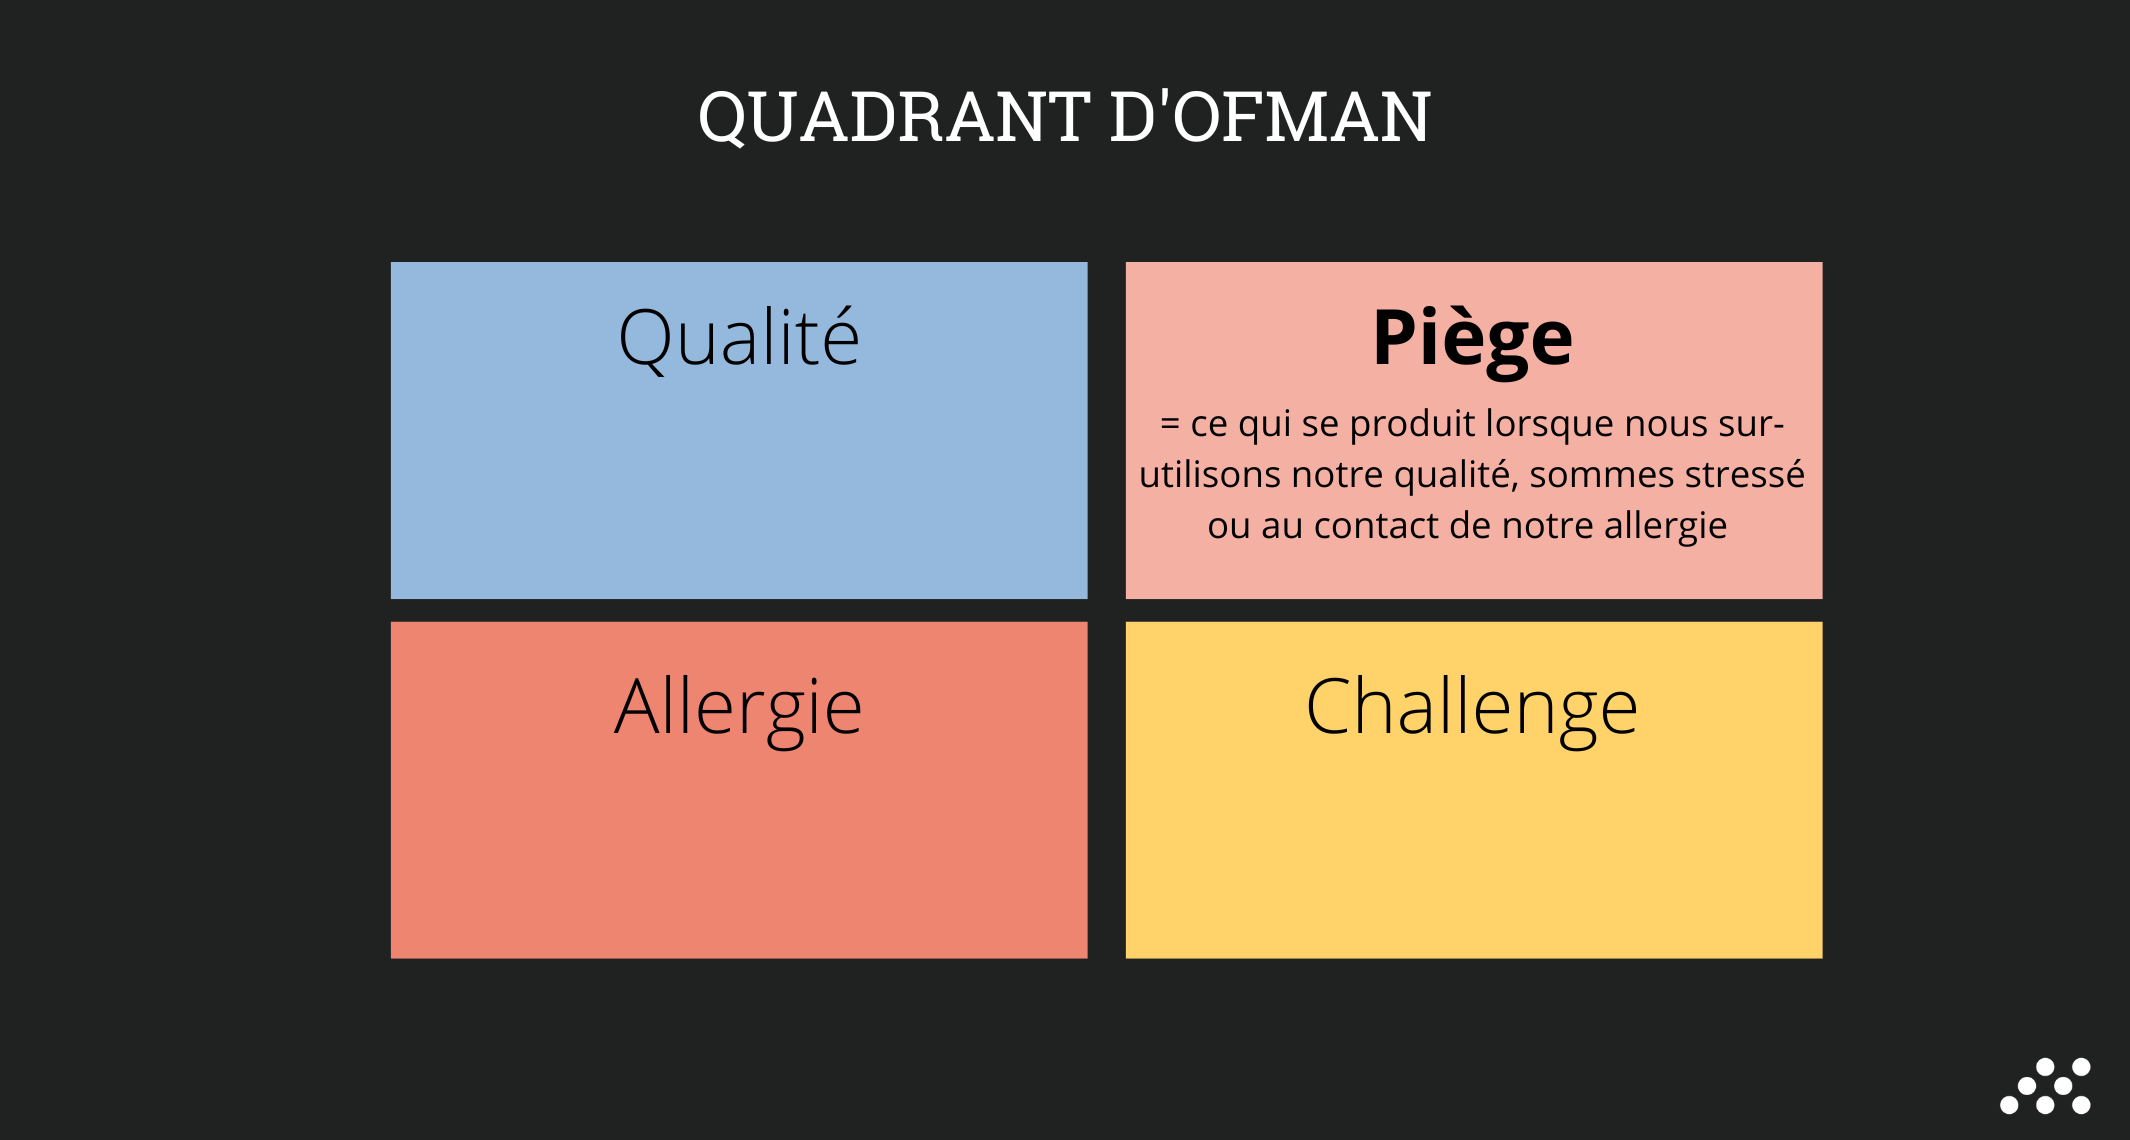 QUADRANT D'OFMAN
Qualité
Piège
= ce qui se produit lorsque nous sur-
utilisons notre qualité, sommes stressé
ou au contact de notre allergie
Allergie
Challenge